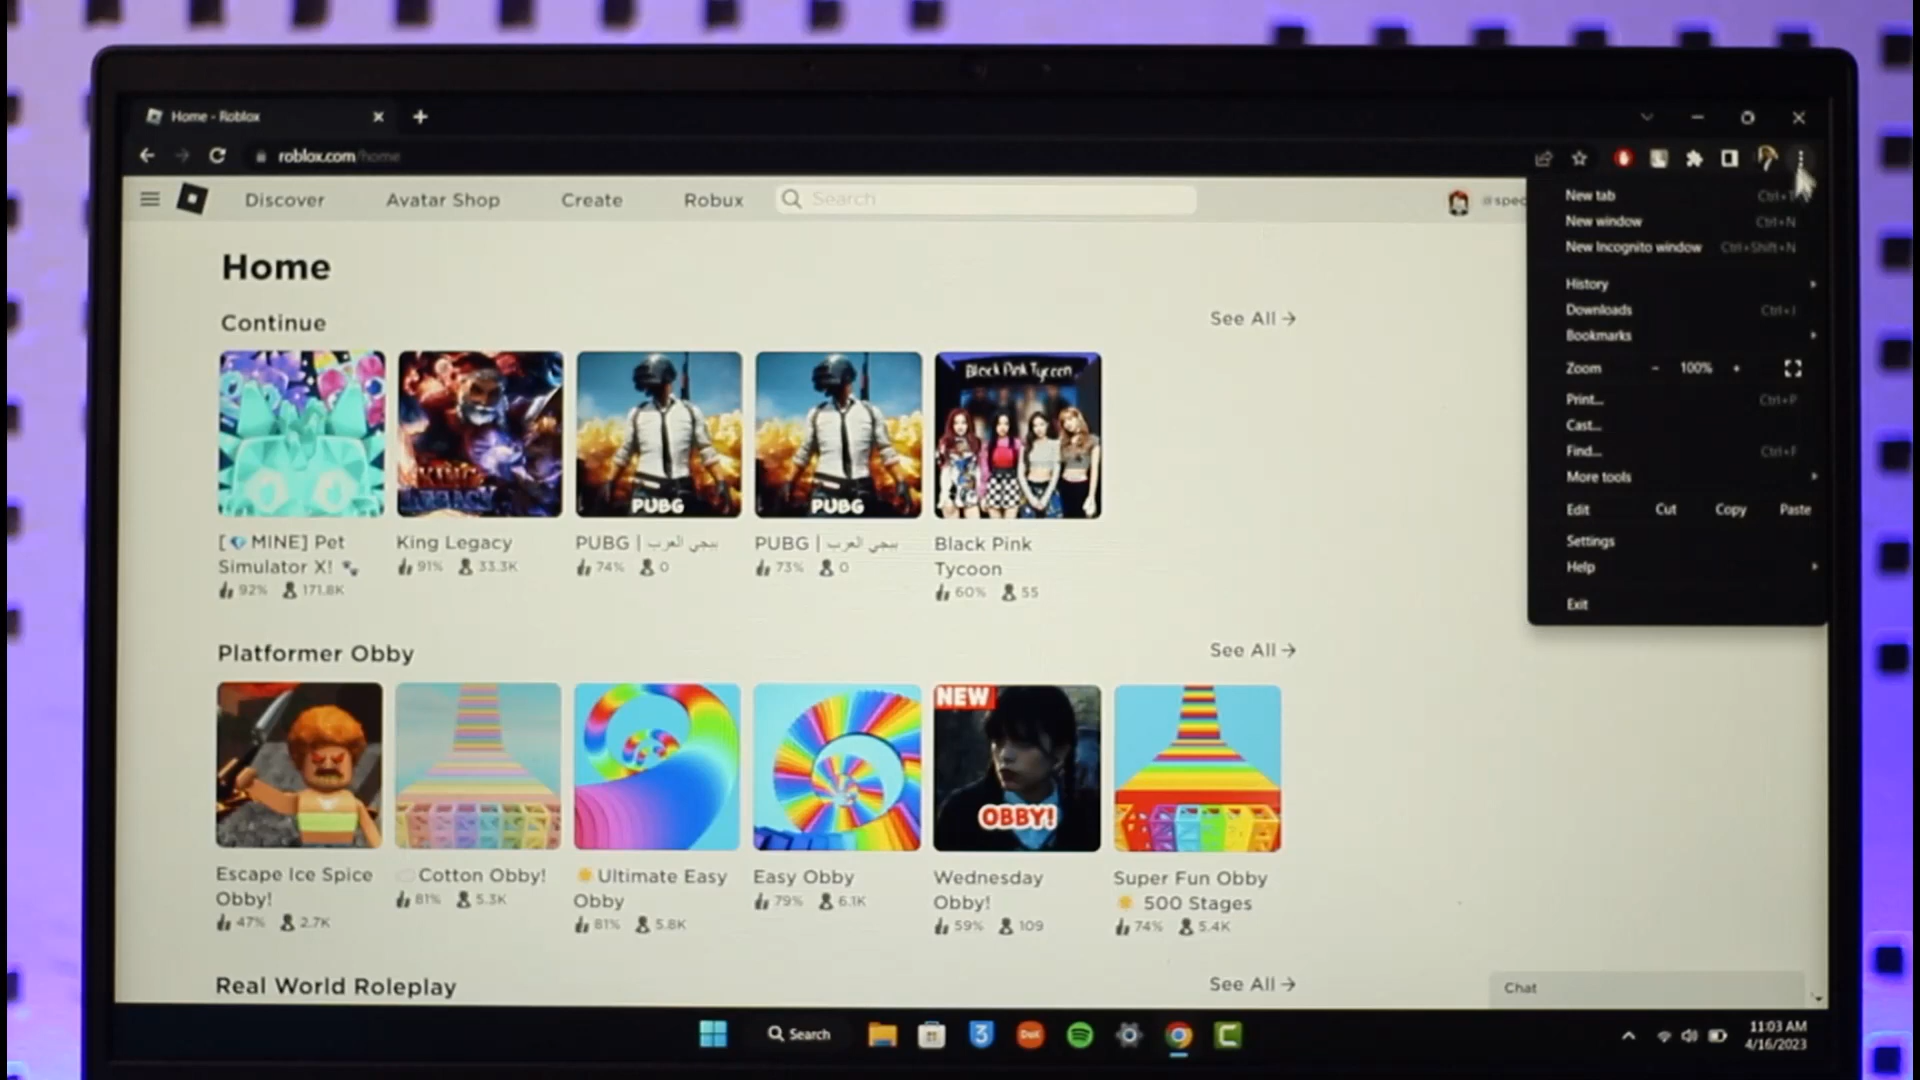 Home - Roblox
roblox.com/home
Discover
Avatar Shop
Create
Robux
Search
@spec
New tab
New window Ctrl+N
New Incognito window Ctrl+Shift+N
History
Downloads Ctrl+J
Bookmarks
Zoom - 100% +
Print... Ctrl+P
Cast...
Find... Ctrl+F
More tools
Edit Cut Copy Paste
Settings
Help
Exit
Home
Continue
See All →
Black Pink Tycoon
PUBG
PUBG
[💎 MINE] Pet
Simulator X! 🐾
92% 171.8K
King Legacy
91% 33.3K
PUBG | ببجي العرب
74% 0
PUBG | ببجي العرب
73% 0
Black Pink
Tycoon
60% 55
Platformer Obby
See All →
NEW
OBBY!
Escape Ice Spice
Obby!
47% 2.7K
Cotton Obby!
81% 5.3K
Ultimate Easy
Obby
81% 5.8K
Easy Obby
79% 6.1K
Wednesday
Obby!
59% 109
Super Fun Obby
500 Stages
74% 5.4K
Real World Roleplay
See All →
Chat
Search
11:03 AM
4/16/2023